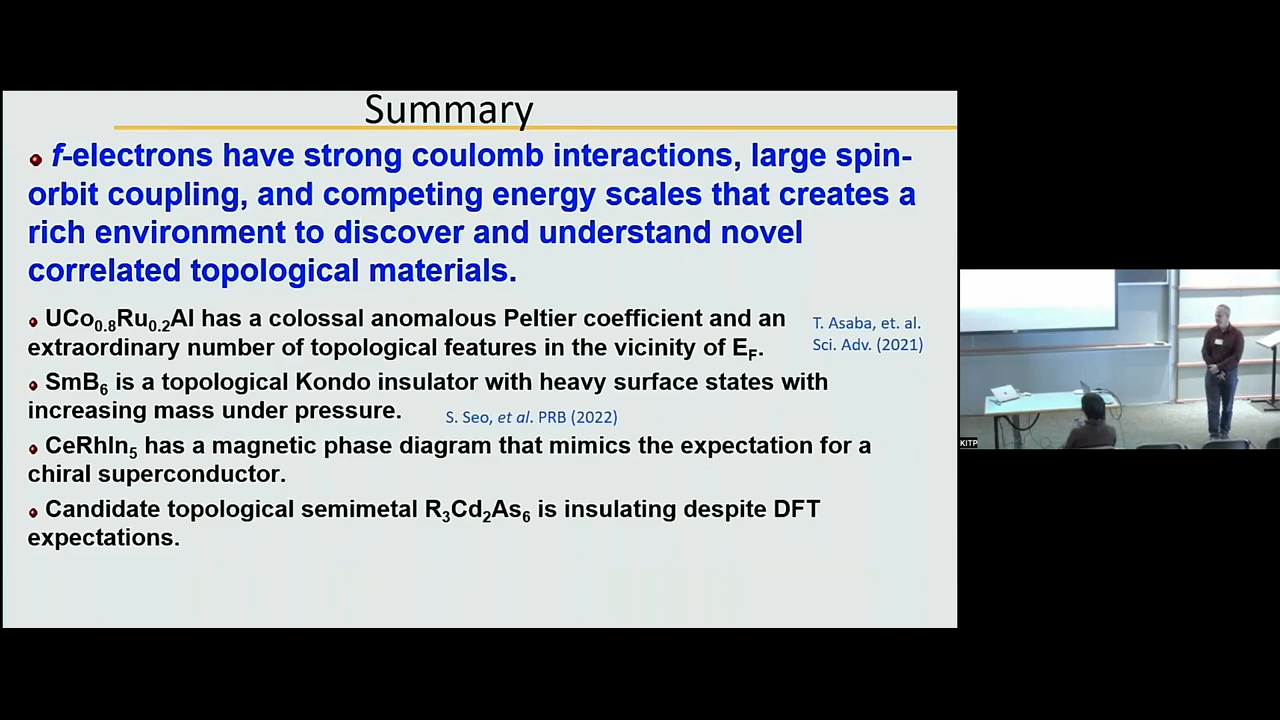 Summary
• f-electrons have strong coulomb interactions, large spin-
orbit coupling, and competing energy scales that creates a
rich environment to discover and understand novel
correlated topological materials.
• UCo0.8Ru0.2Al has a colossal anomalous Peltier coefficient and an
extraordinary number of topological features in the vicinity of EF.
T. Asaba, et. al.
Sci. Adv. (2021)
• SmB6 is a topological Kondo insulator with heavy surface states with
increasing mass under pressure.
S. Seo, et al. PRB (2022)
• CeRhIn5 has a magnetic phase diagram that mimics the expectation for a
chiral superconductor.
• Candidate topological semimetal R3Cd2As6 is insulating despite DFT
expectations.
KITP